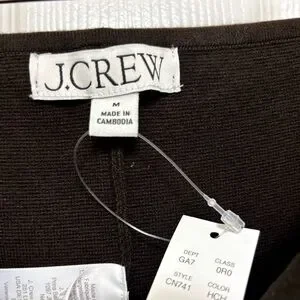 J.CREW
M
MADE IN
CAMBODIA
DEPT
CLASS
GA7
0R0
STYLE
COLOR
CN741
HCH